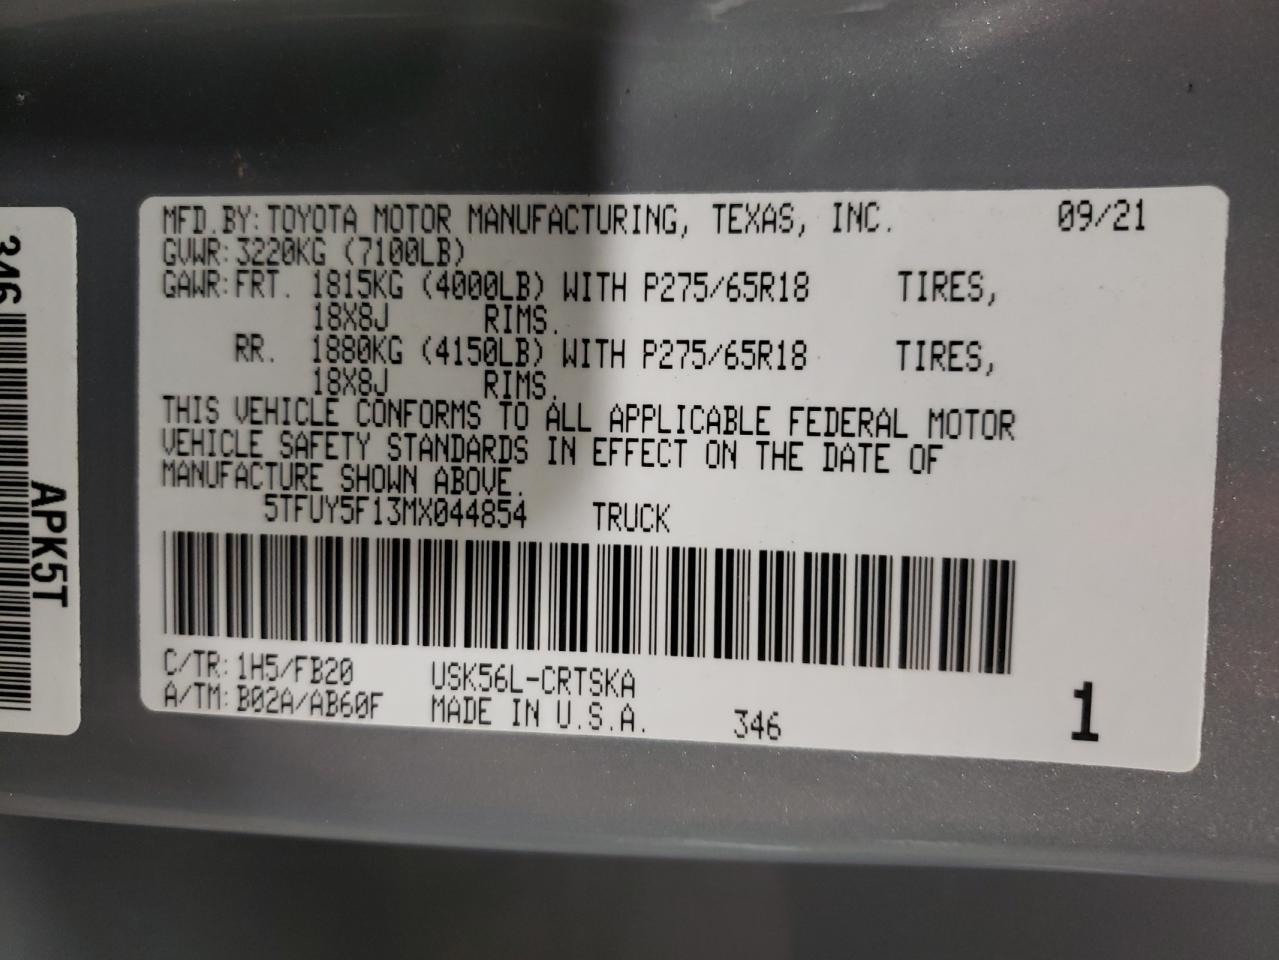 MFD.BY:TOYOTA MOTOR MANUFACTURING, TEXAS, INC. 09/21
GVWR:3220KG (7100LB)
GAWR:FRT. 1815KG (4000LB) WITH P275/65R18 TIRES,
18X8J RIMS.
RR. 1880KG (4150LB) WITH P275/65R18 TIRES,
18X8J RIMS.
THIS VEHICLE CONFORMS TO ALL APPLICABLE FEDERAL MOTOR
VEHICLE SAFETY STANDARDS IN EFFECT ON THE DATE OF
MANUFACTURE SHOWN ABOVE.
5TFUY5F13MX044854 TRUCK
C/TR:1H5/FB20 USK56L-CRTSKA
A/TM:B02A/AB60F MADE IN U.S.A. 346
1
346
APK5T